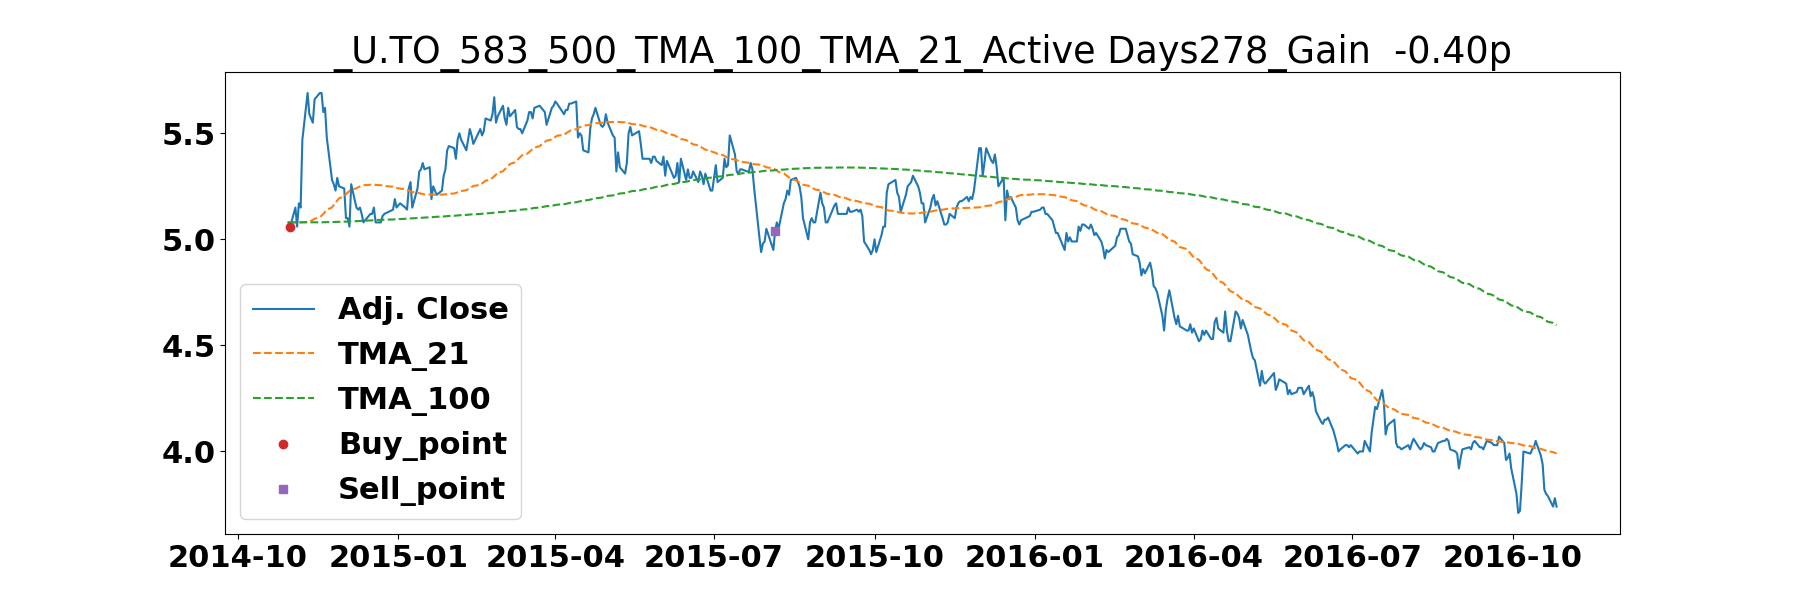 _U.TO_583_500_TMA_100_TMA_21_Active Days278_Gain  -0.40p
5.5
5.0
4.5
4.0
Adj. Close
TMA_21
TMA_100
Buy_point
Sell_point
2014-10 2015-01 2015-04 2015-07 2015-10 2016-01 2016-04 2016-07 2016-10